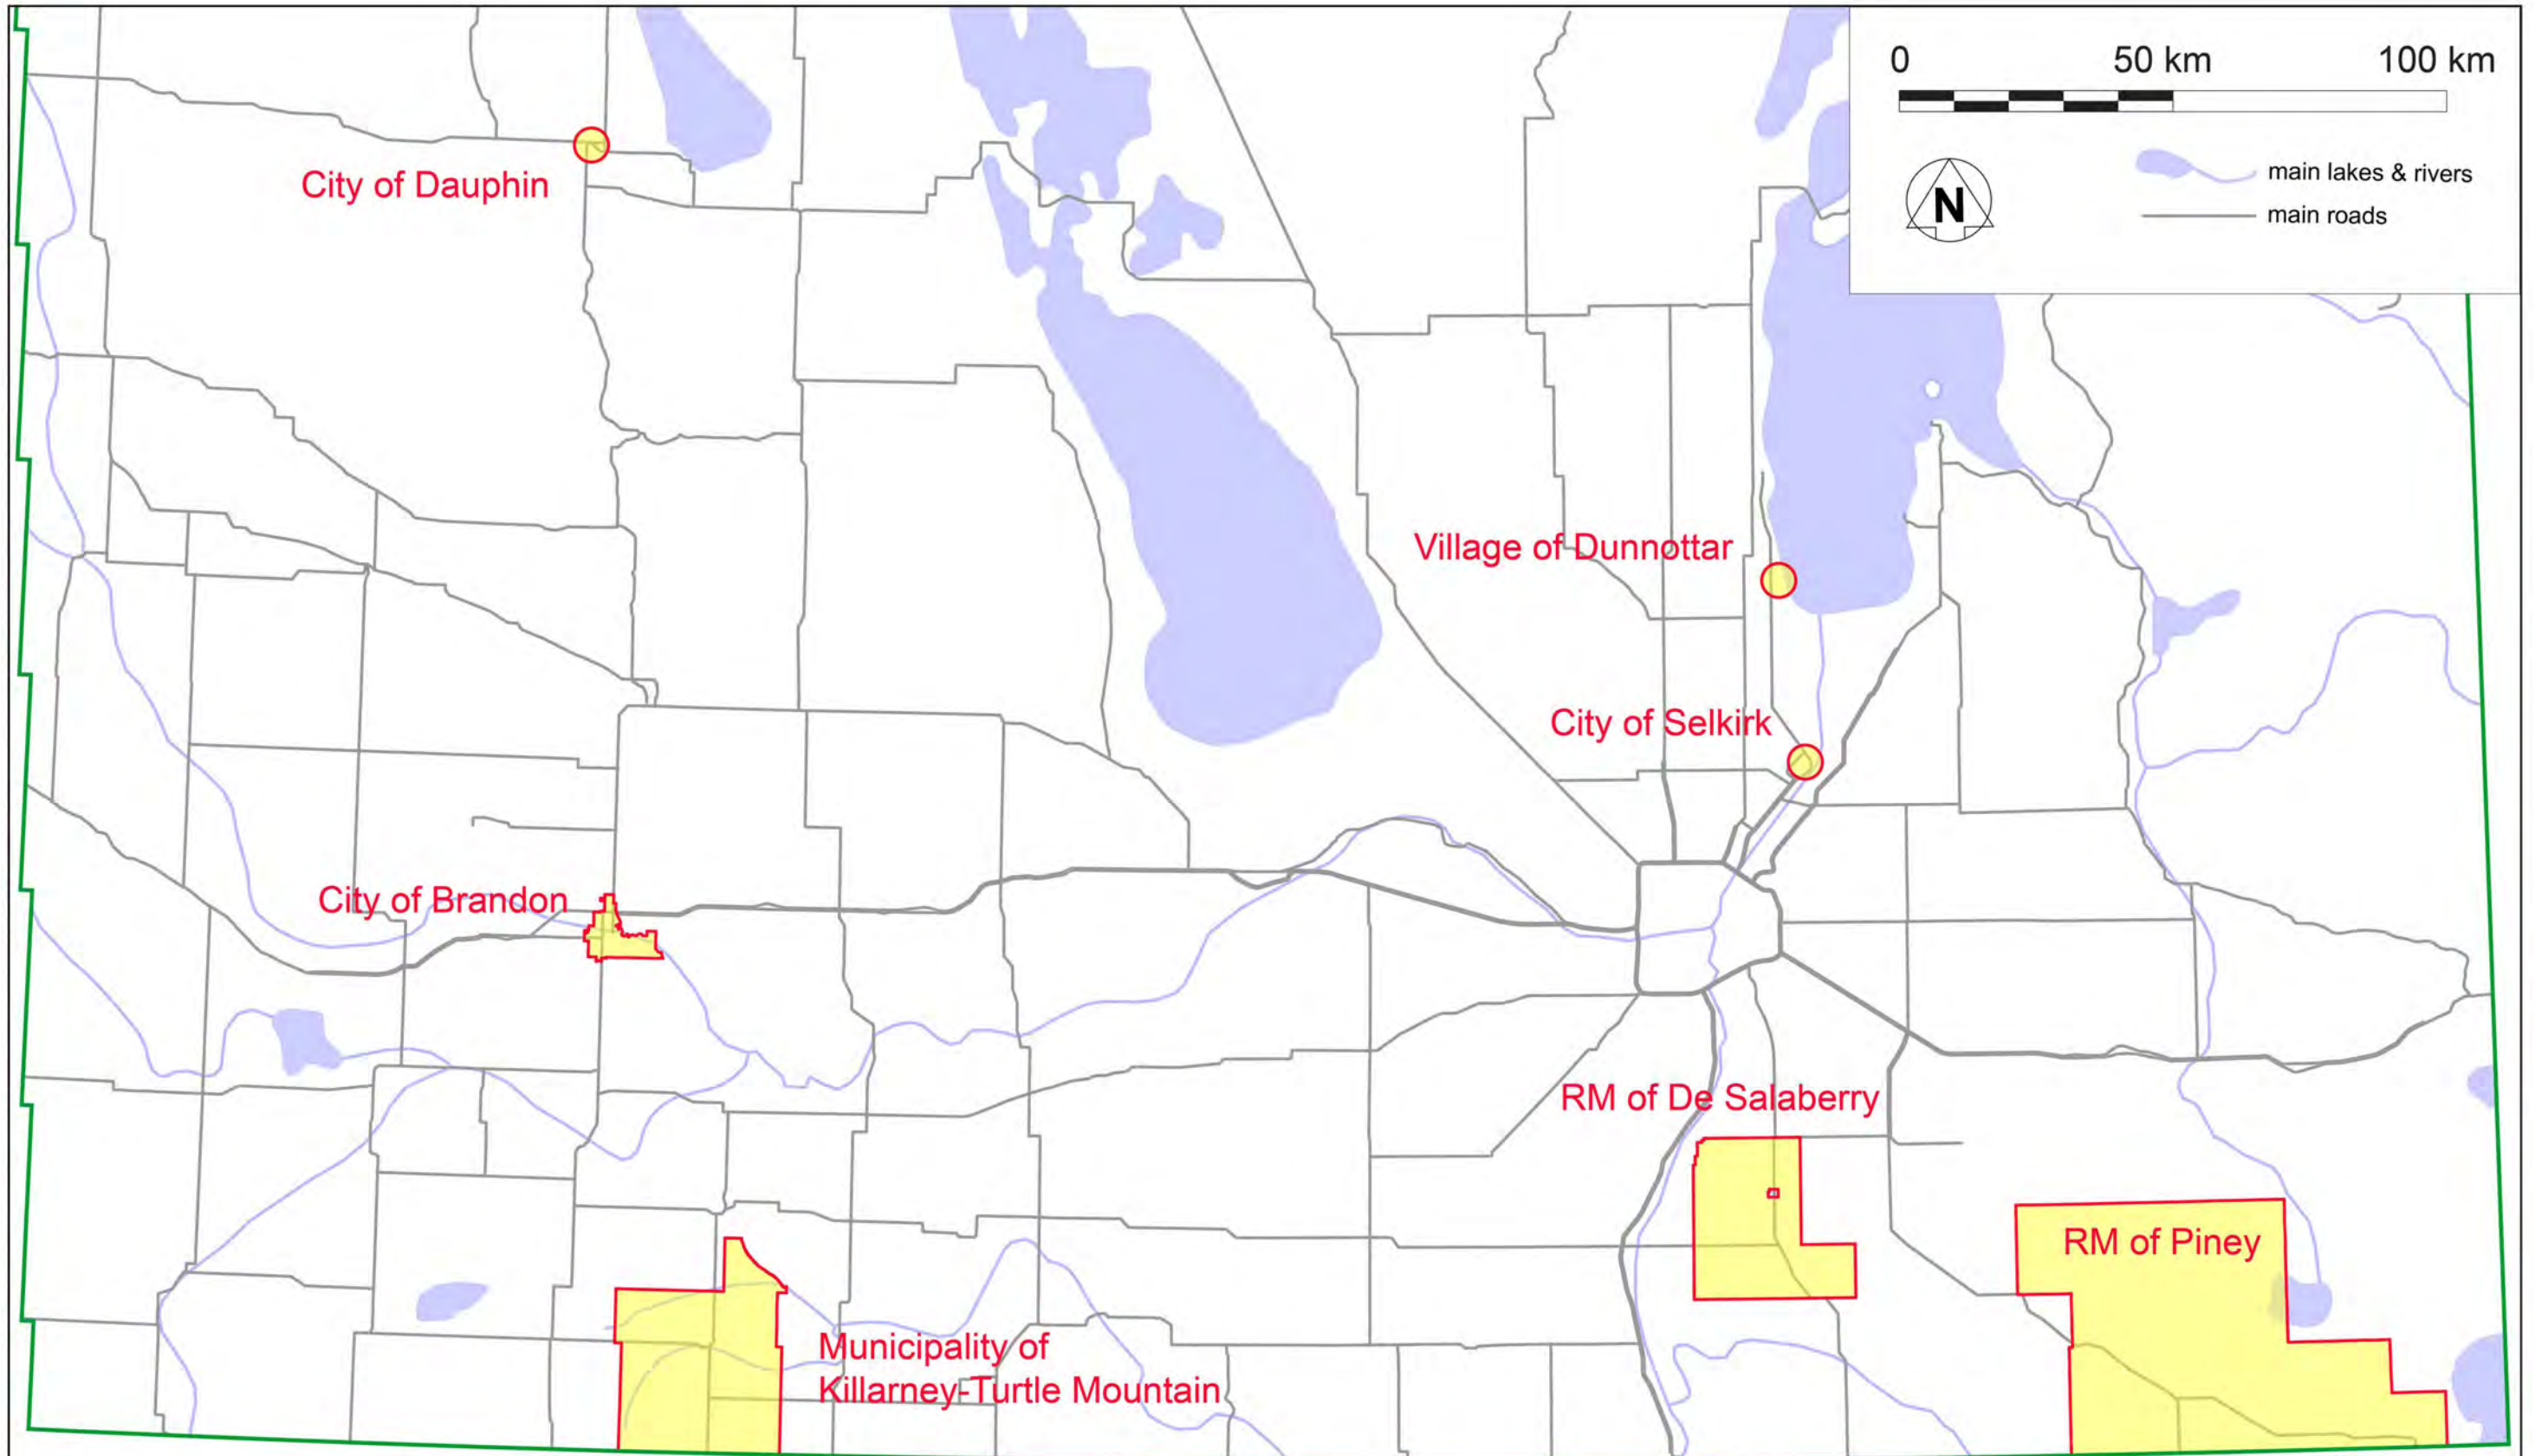 0 50 km 100 km
N
main lakes & rivers
main roads
City of Dauphin
Village of Dunnottar
City of Selkirk
City of Brandon
RM of De Salaberry
RM of Piney
Municipality of
Killarney-Turtle Mountain